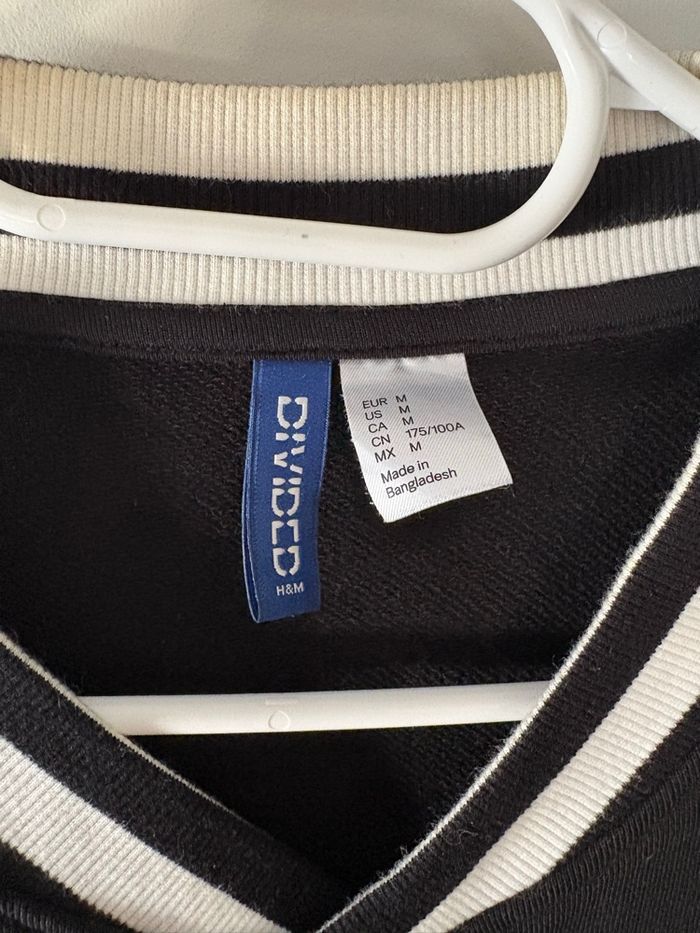 DIVIDED
H&M
EUR M
US M
CA M
CN 175/100A
MX M
Made in
Bangladesh